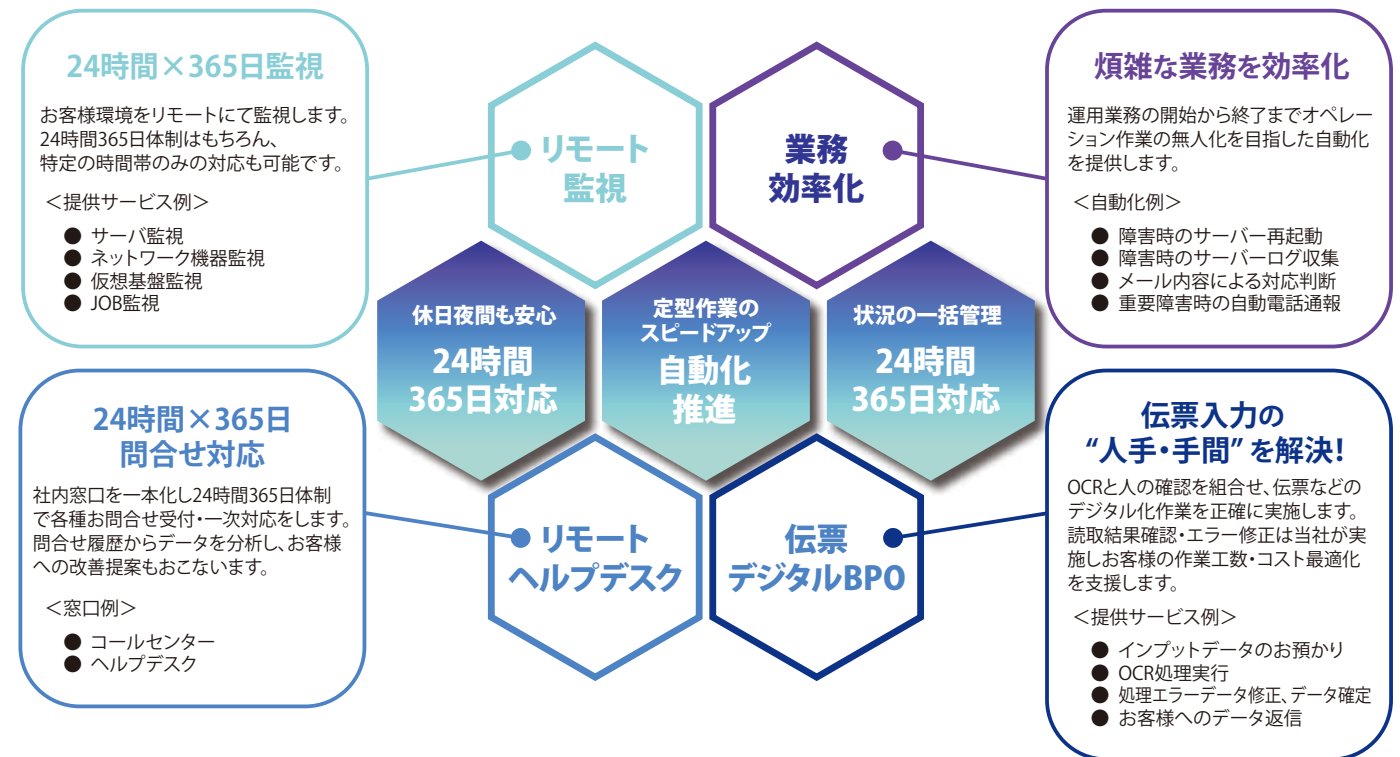 24時間×365日監視
お客様環境をリモートにて監視します。
24時間365日体制はもちろん、
特定の時間帯のみの対応も可能です。
＜提供サービス例＞
● サーバ監視
● ネットワーク機器監視
● 仮想基盤監視
● JOB監視
24時間×365日
問合せ対応
社内窓口を一本化し24時間365日体制
で各種お問合せ受付・一次対応をします。
問合せ履歴からデータを分析し、お客様
への改善提案もおこないます。
＜窓口例＞
● コールセンター
● ヘルプデスク
リモート
監視
業務
効率化
休日夜間も安心
24時間
365日対応
定型作業の
スピードアップ
自動化
推進
状況の一括管理
24時間
365日対応
リモート
ヘルプデスク
伝票
デジタルBPO
煩雑な業務を効率化
運用業務の開始から終了までオペレー
ション作業の無人化を目指した自動化
を提供します。
＜自動化例＞
● 障害時のサーバー再起動
● 障害時のサーバーログ収集
● メール内容による対応判断
● 重要障害時の自動電話通報
伝票入力の
“人手・手間”を解決!
OCRと人の確認を組合せ、伝票などの
デジタル化作業を正確に実施します。
読取結果確認・エラー修正は当社が実
施しお客様の作業工数・コスト最適化
を支援します。
＜提供サービス例＞
● インプットデータのお預かり
● OCR処理実行
● 処理エラーデータ修正、データ確定
● お客様へのデータ返信